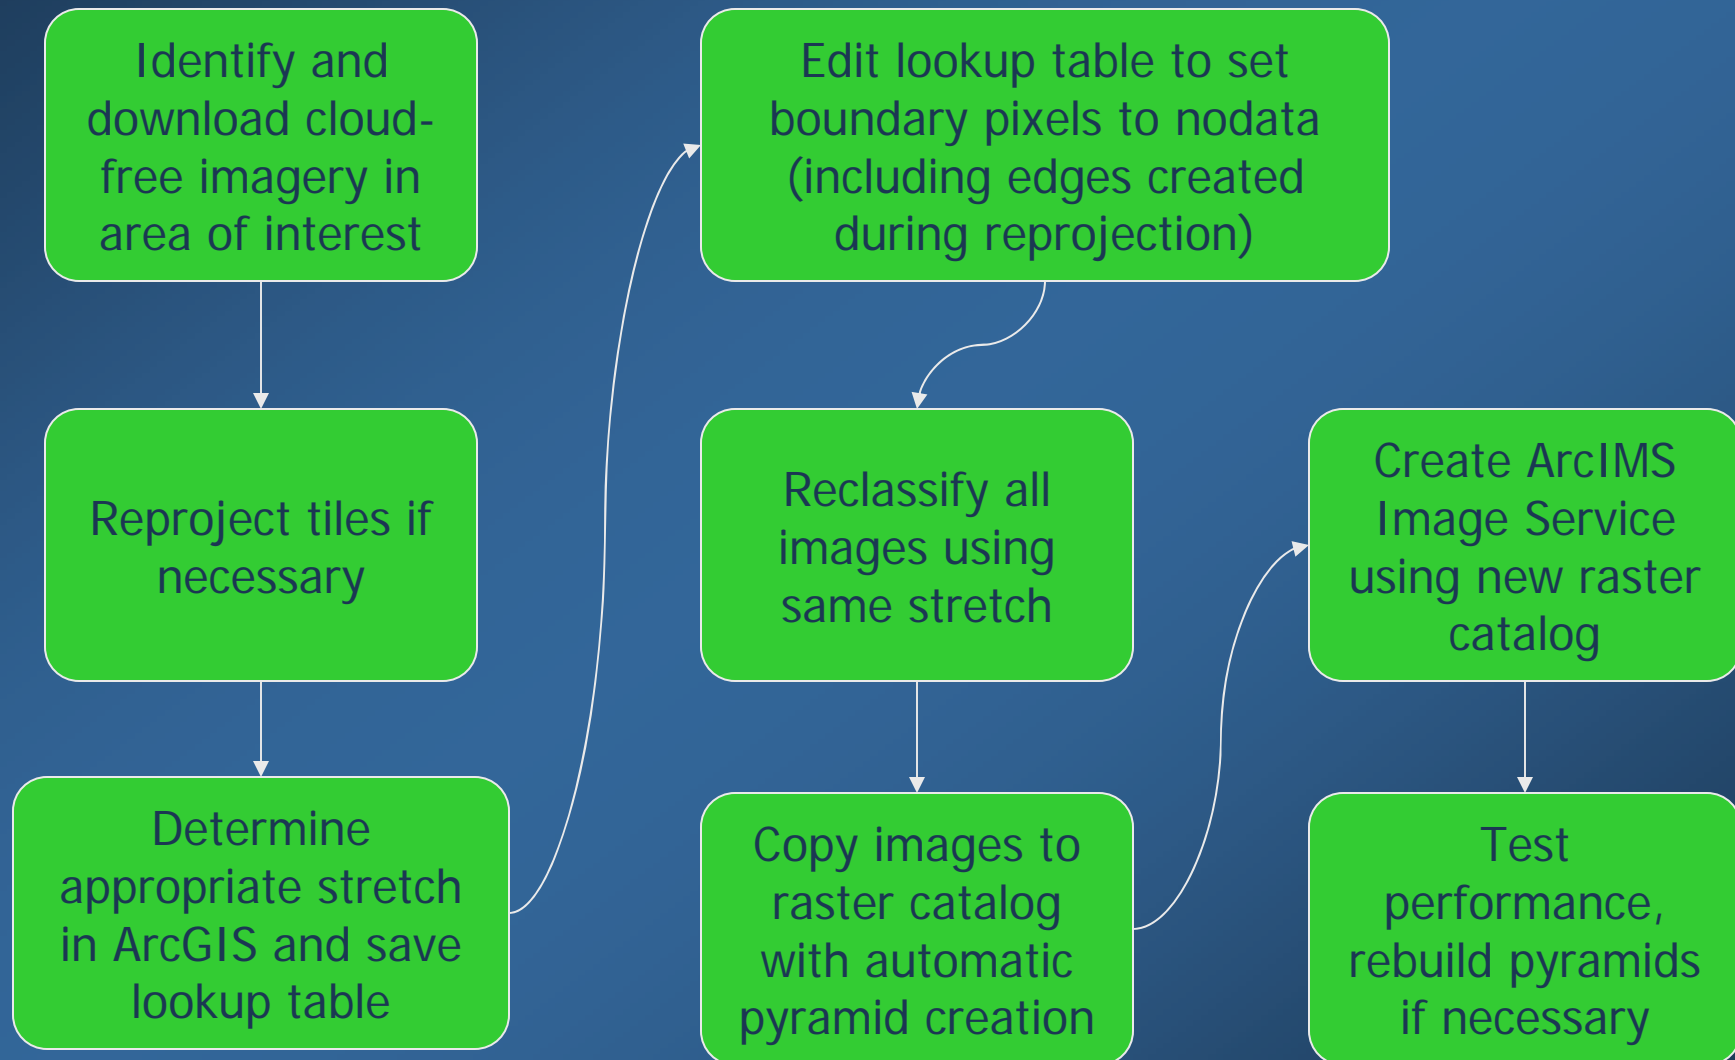 Identify and
download cloud-
free imagery in
area of interest
Reproject tiles if
necessary
Determine
appropriate stretch
in ArcGIS and save
lookup table
Edit lookup table to set
boundary pixels to nodata
(including edges created
during reprojection)
Reclassify all
images using
same stretch
Copy images to
raster catalog
with automatic
pyramid creation
Create ArcIMS
Image Service
using new raster
catalog
Test
performance,
rebuild pyramids
if necessary